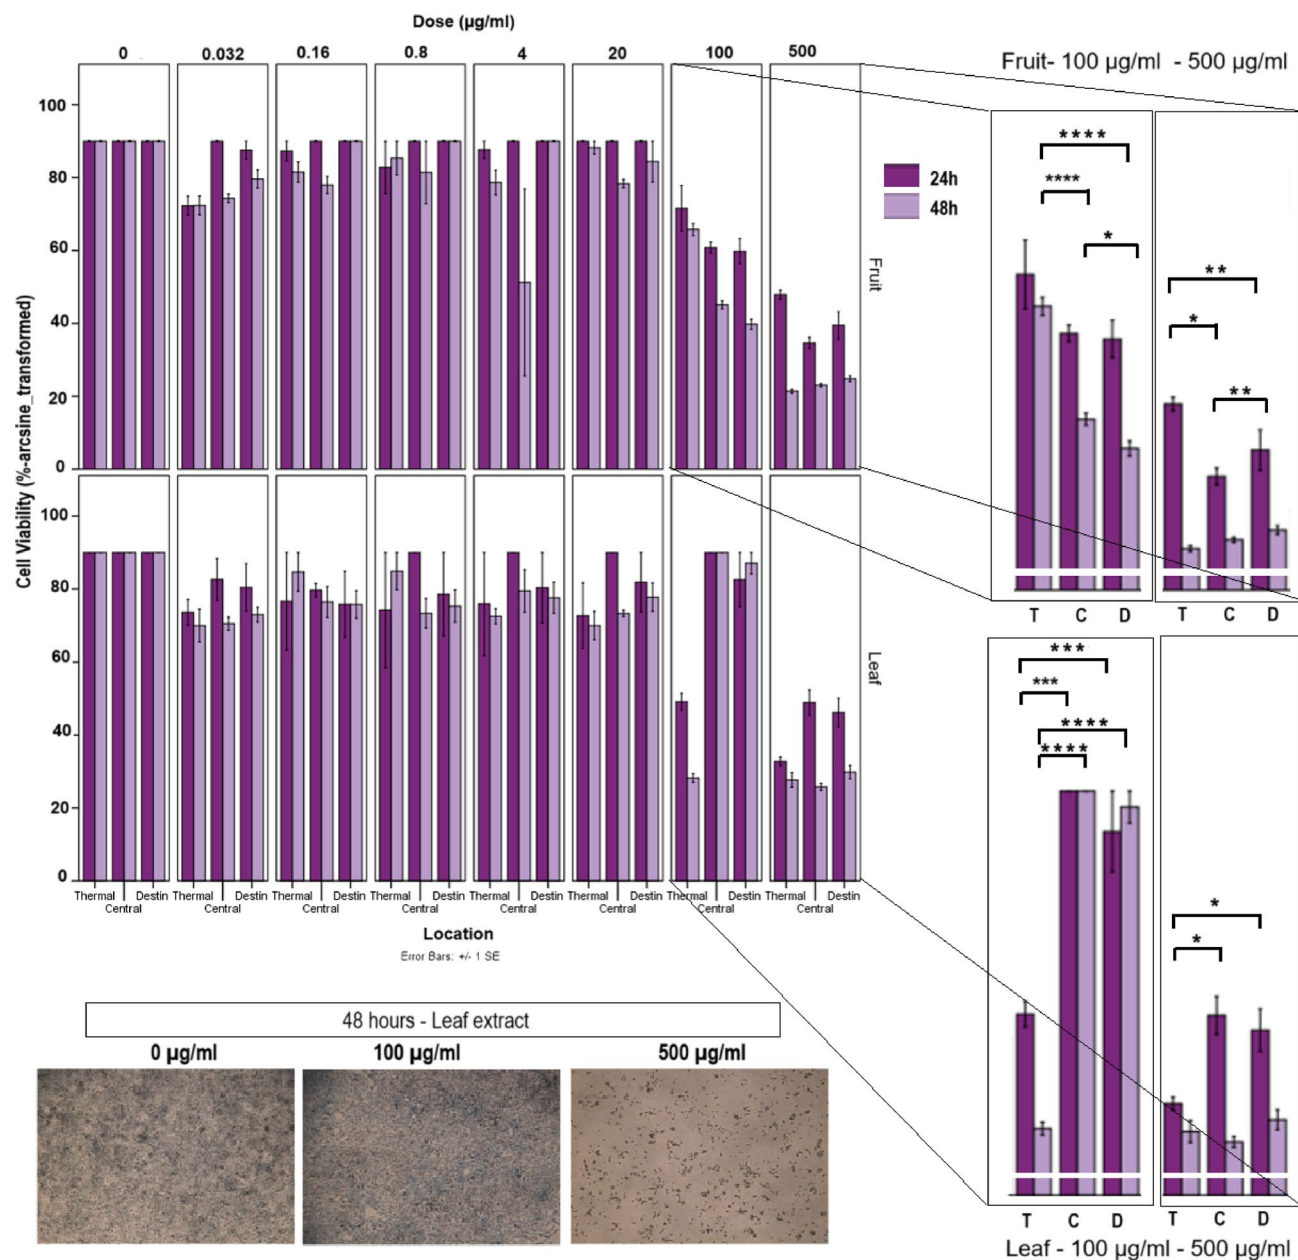 Dose (µg/ml)
0 0.032 0.16 0.8 4 20 100 500
Fruit- 100 µg/ml - 500 µg/ml
100
80
60
40
20
0
Fruit
24h
48h
**** **** *
** * **
T C D T C D
Cell Viability (%-arcsine_transformed)
100
80
60
40
20
0
Leaf
*** *** **** ****
* *
Thermal Destin Thermal Destin Thermal Destin Thermal Destin Thermal Destin Thermal Destin Thermal Destin Thermal Destin
Central Central Central Central Central Central Central Central
Location
Error Bars: +/- 1 SE
T C D T C D
Leaf - 100 µg/ml - 500 µg/ml
48 hours - Leaf extract
0 µg/ml 100 µg/ml 500 µg/ml